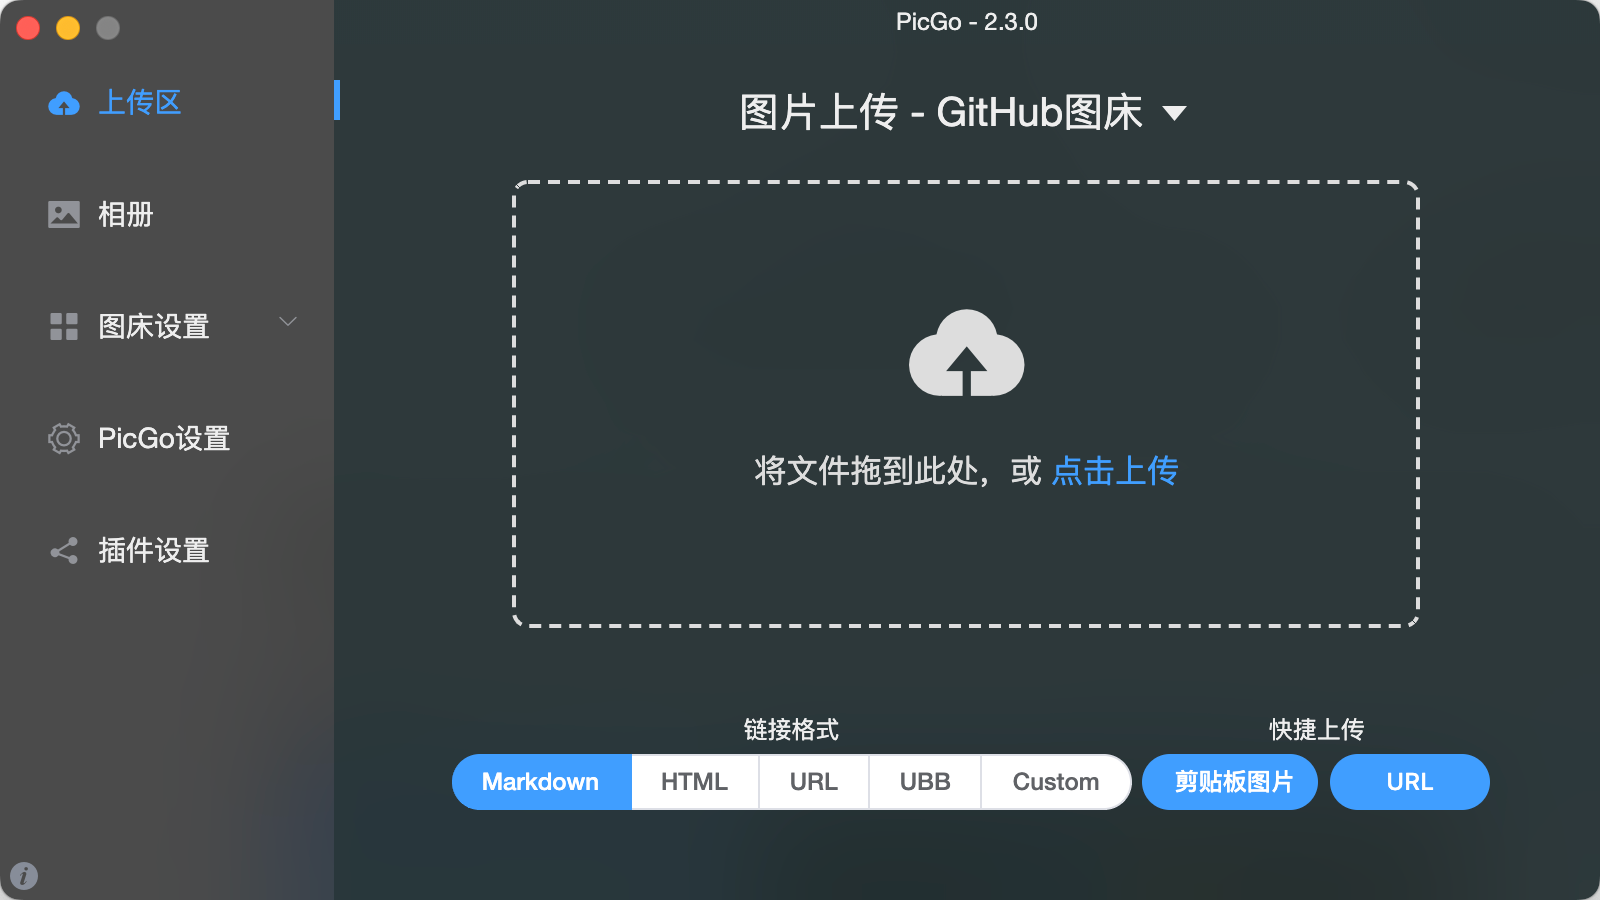 PicGo - 2.3.0
上传区
相册
图床设置
PicGo设置
插件设置
图片上传 - GitHub图床
将文件拖到此处，或 点击上传
链接格式
Markdown HTML URL UBB Custom
快捷上传
剪贴板图片 URL
i